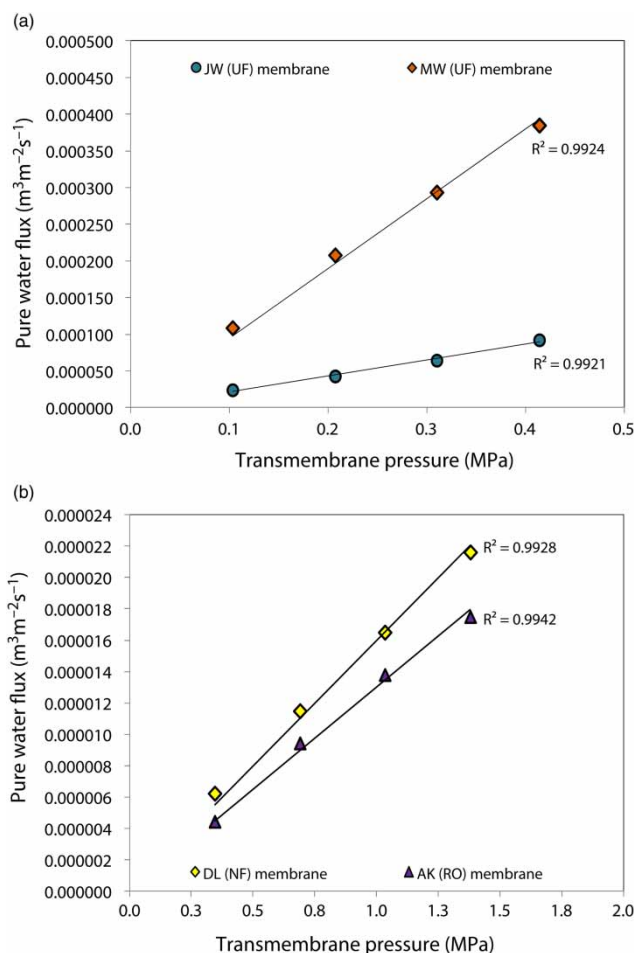 (a)
0.000500
0.000450
0.000400
0.000350
0.000300
0.000250
0.000200
0.000150
0.000100
0.000050
0.000000
Pure water flux (m³m⁻²s⁻¹)
JW (UF) membrane
MW (UF) membrane
R² = 0.9924
R² = 0.9921
0.0 0.1 0.2 0.3 0.4 0.5
Transmembrane pressure (MPa)
(b)
0.000024
0.000022
0.000020
0.000018
0.000016
0.000014
0.000012
0.000010
0.000008
0.000006
0.000004
0.000002
0.000000
Pure water flux (m³m⁻²s⁻¹)
R² = 0.9928
R² = 0.9942
DL (NF) membrane
AK (RO) membrane
0.0 0.3 0.5 0.8 1.0 1.3 1.5 1.8 2.0
Transmembrane pressure (MPa)